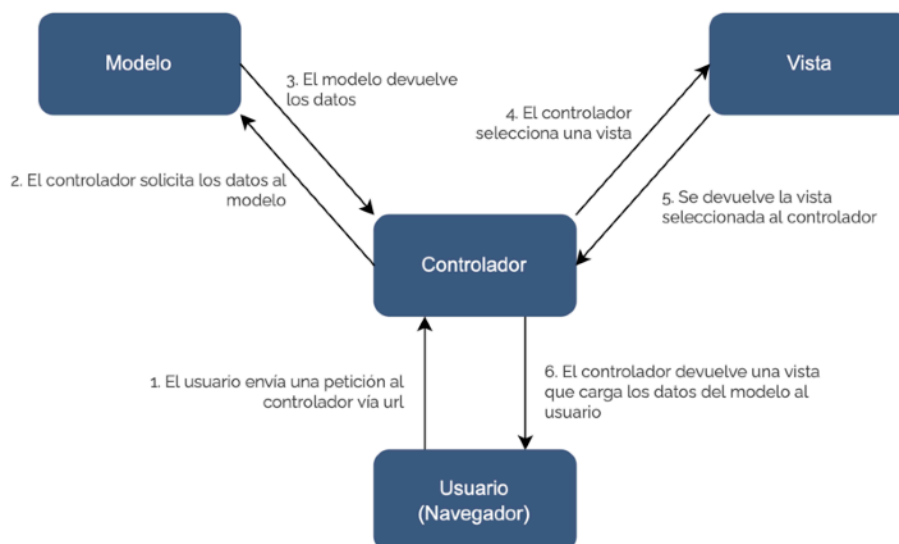 Modelo
Vista
3. El modelo devuelve
los datos
4. El controlador
selecciona una vista
2. El controlador solicita los datos al
modelo
5. Se devuelve la vista
seleccionada al controlador
Controlador
1. El usuario envía una petición al
controlador vía url
6. El controlador devuelve una vista
que carga los datos del modelo al
usuario
Usuario
(Navegador)